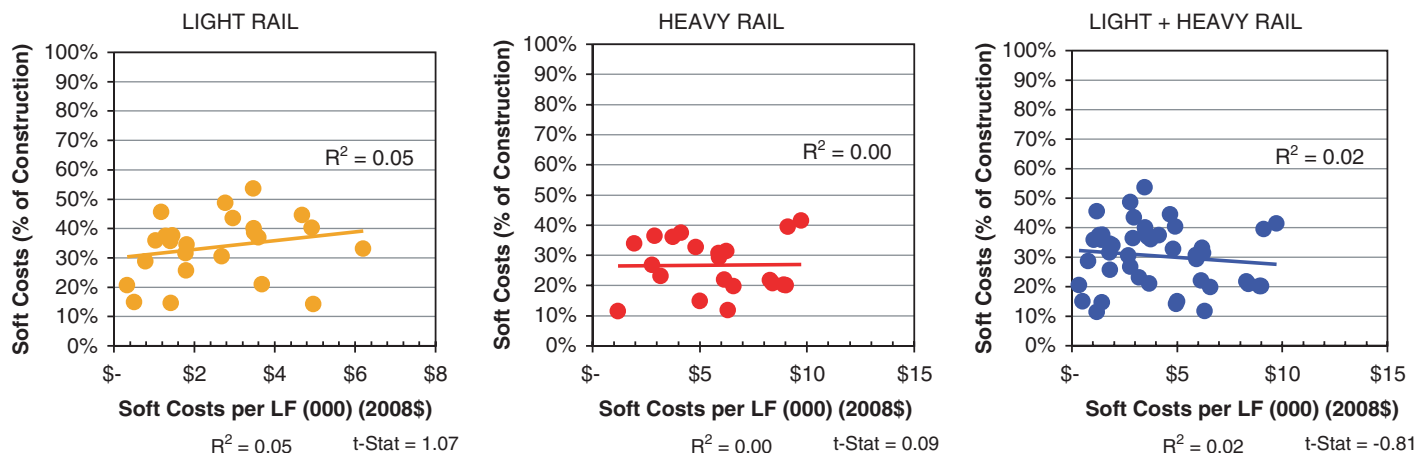 LIGHT RAIL
Soft Costs (% of Construction)
100%
90%
80%
70%
60%
50%
40%
30%
20%
10%
0%
R² = 0.05
$- $2 $4 $6 $8
Soft Costs per LF (000) (2008$)
R² = 0.05 t-Stat = 1.07
HEAVY RAIL
Soft Costs (% of Construction)
100%
90%
80%
70%
60%
50%
40%
30%
20%
10%
0%
R² = 0.00
$- $5 $10 $15
Soft Costs per LF (000) (2008$)
R² = 0.00 t-Stat = 0.09
LIGHT + HEAVY RAIL
Soft Costs (% of Construction)
100%
90%
80%
70%
60%
50%
40%
30%
20%
10%
0%
R² = 0.02
$- $5 $10 $15
Soft Costs per LF (000) (2008$)
R² = 0.02 t-Stat = -0.81